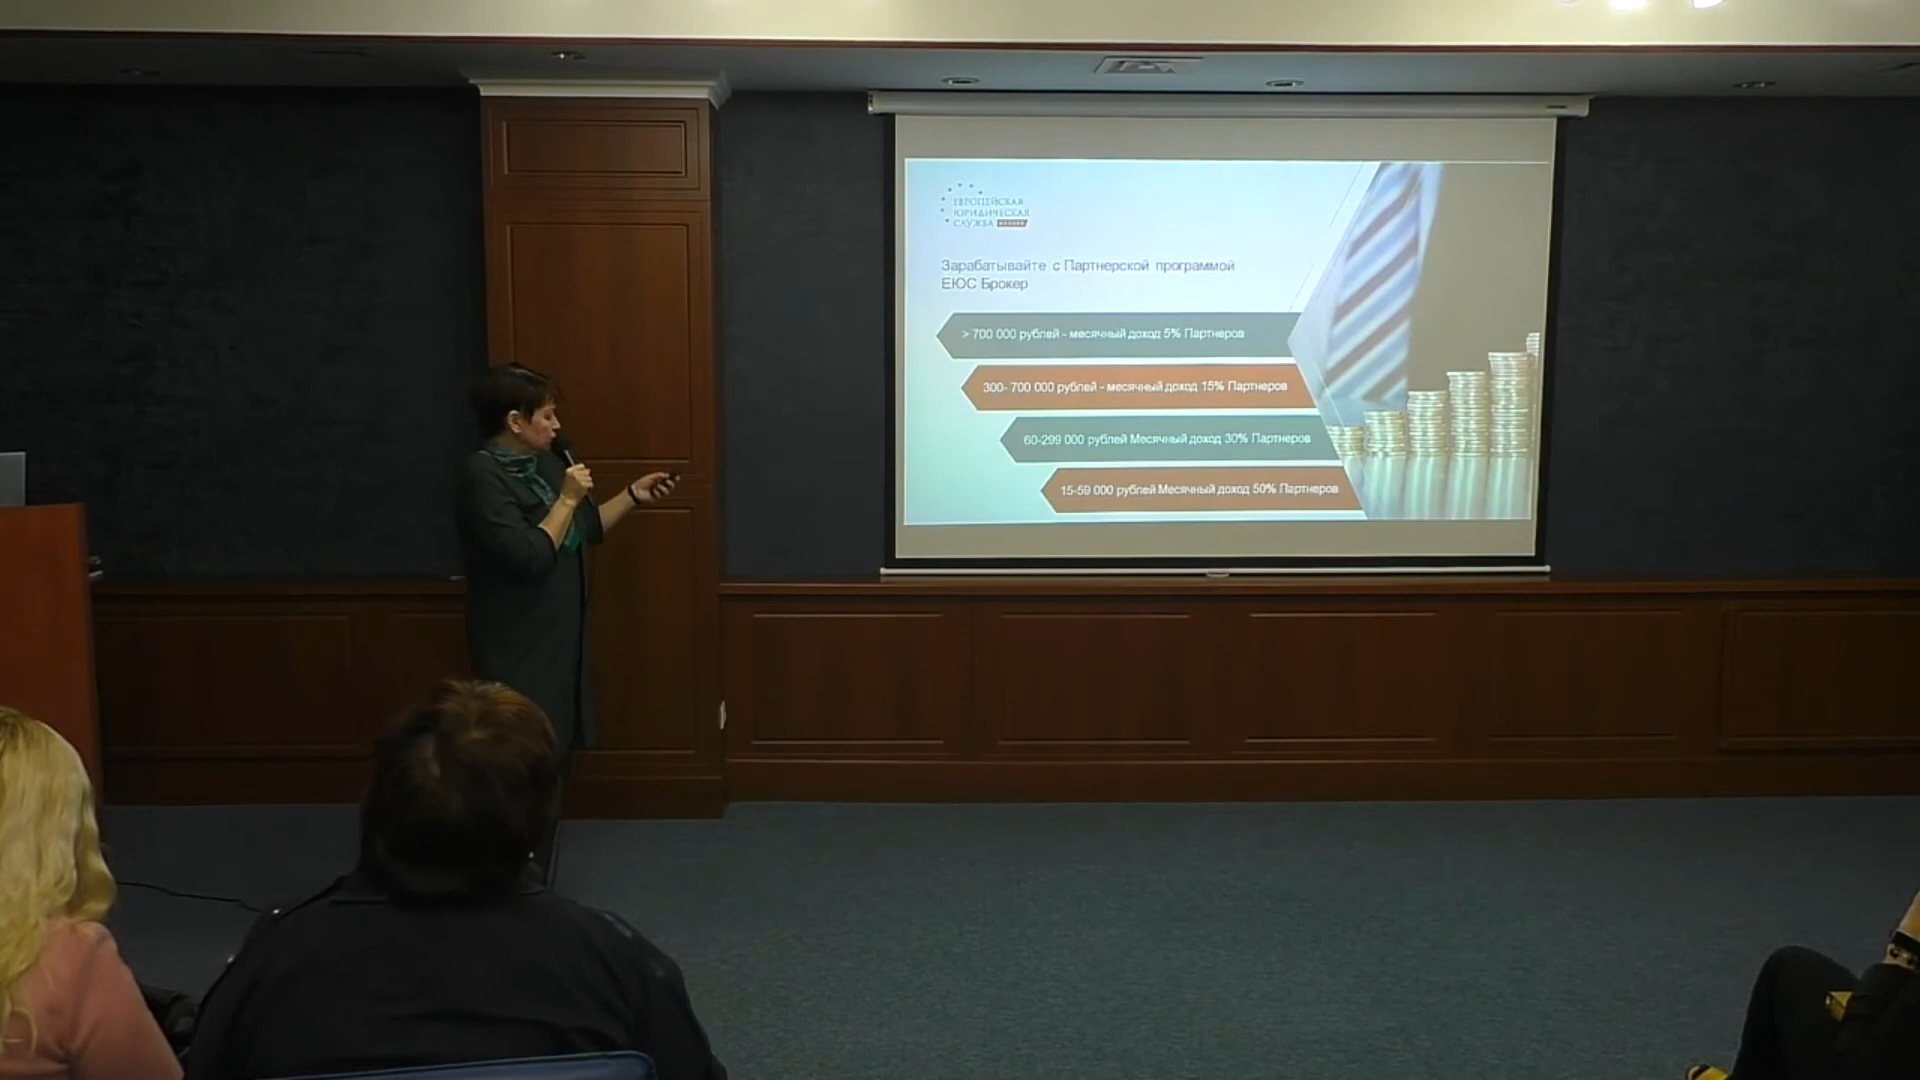 ЕВРОПЕЙСКАЯ
ЮРИДИЧЕСКАЯ
СЛУЖБА
Зарабатывайте с Партнерской программой
ЕЮС Брокер
> 700 000 рублей - месячный доход 5% Партнеров
300- 700 000 рублей - месячный доход 15% Партнеров
60-299 000 рублей Месячный доход 30% Партнеров
15-59 000 рублей Месячный доход 50% Партнеров